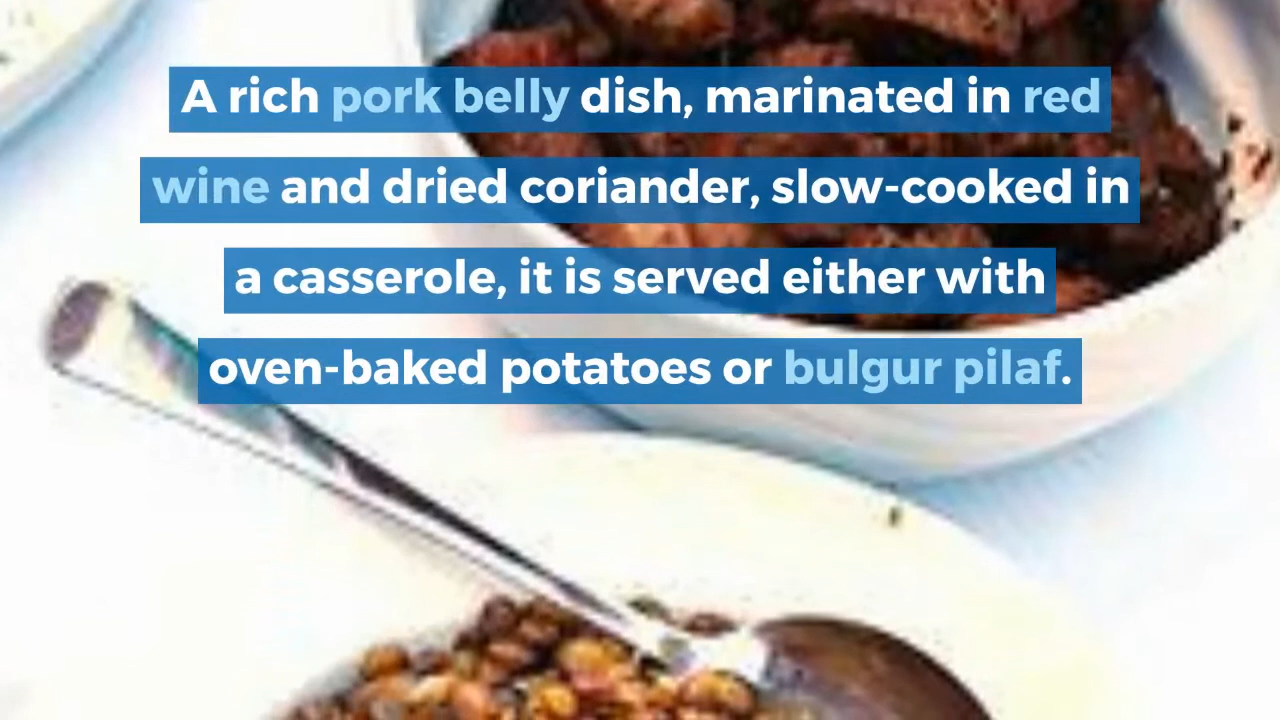 A rich pork belly dish, marinated in red
wine and dried coriander, slow-cooked in
a casserole, it is served either with
oven-baked potatoes or bulgur pilaf.